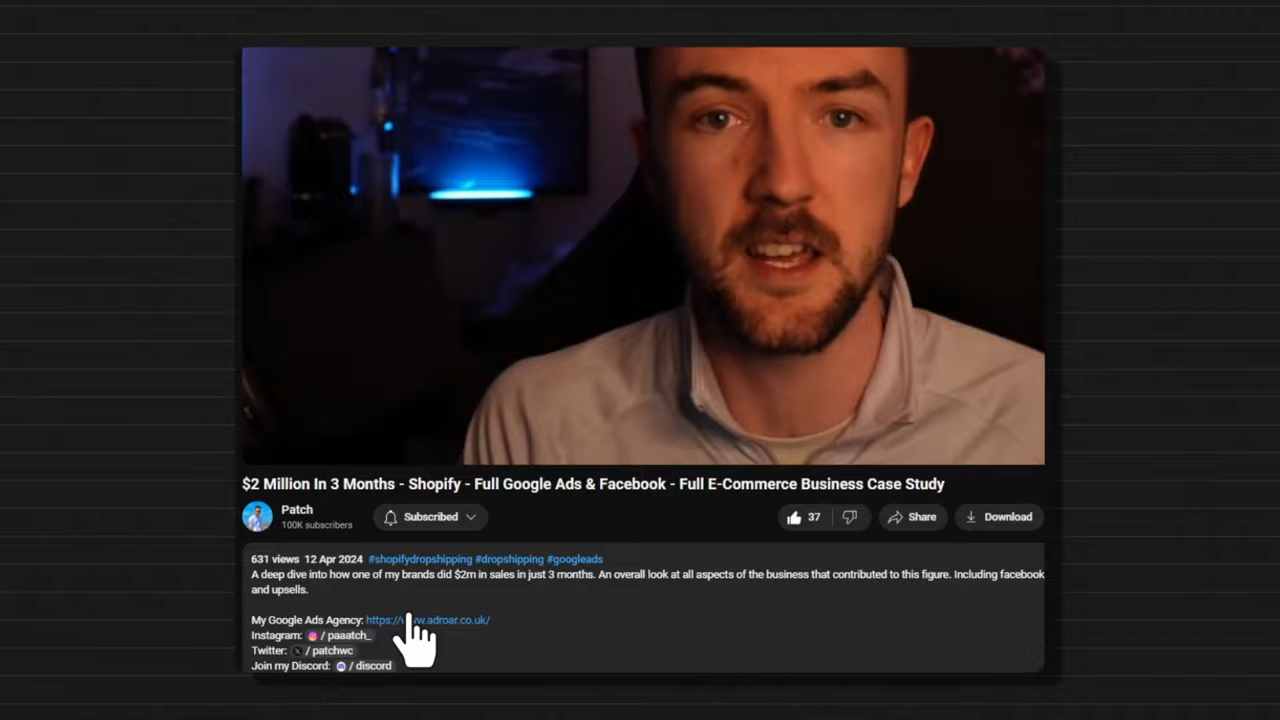 $2 Million In 3 Months - Shopify - Full Google Ads & Facebook - Full E-Commerce Business Case Study
Patch
100K subscribers
Subscribed
37
Share
Download
631 views 12 Apr 2024 #shopifydropshipping #dropshipping #googleads
A deep dive into how one of my brands did $2m in sales in just 3 months. An overall look at all aspects of the business that contributed to this figure. Including facebook
and upsells.
My Google Ads Agency: https://www.adroar.co.uk/
Instagram: / paaatch_
Twitter: / patchwc
Join my Discord: / discord